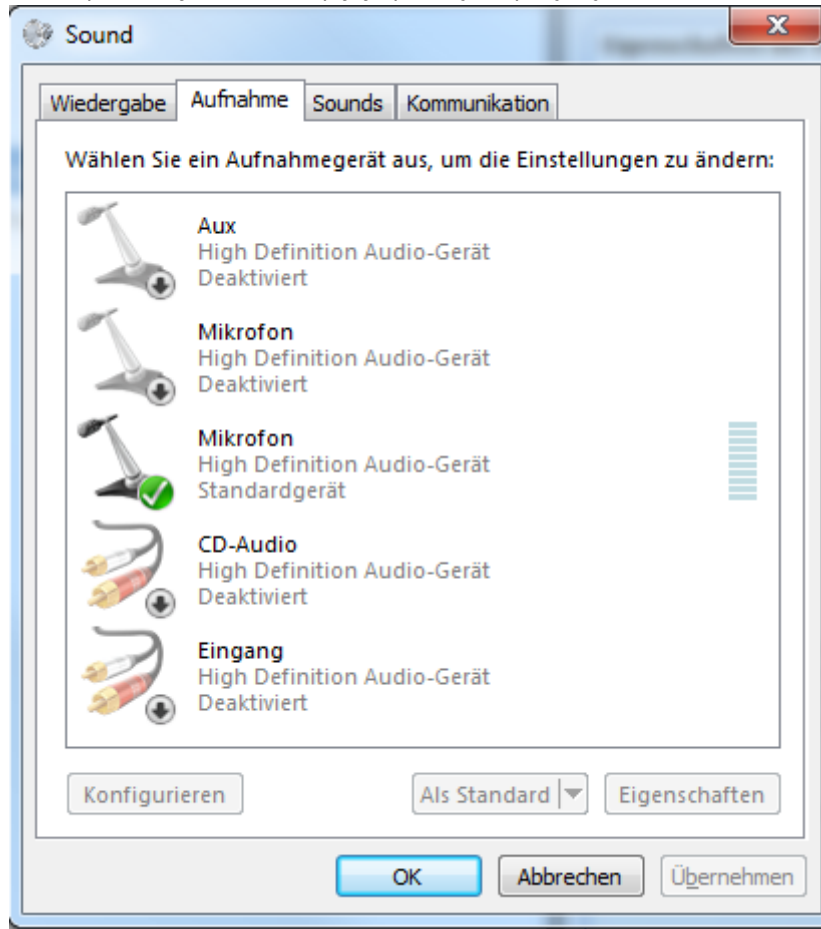 Sound
Wiedergabe Aufnahme Sounds Kommunikation
Wählen Sie ein Aufnahmegerät aus, um die Einstellungen zu ändern:
Aux
High Definition Audio-Gerät
Deaktiviert
Mikrofon
High Definition Audio-Gerät
Deaktiviert
Mikrofon
High Definition Audio-Gerät
Standardgerät
CD-Audio
High Definition Audio-Gerät
Deaktiviert
Eingang
High Definition Audio-Gerät
Deaktiviert
Konfigurieren Als Standard Eigenschaften
OK Abbrechen Übernehmen